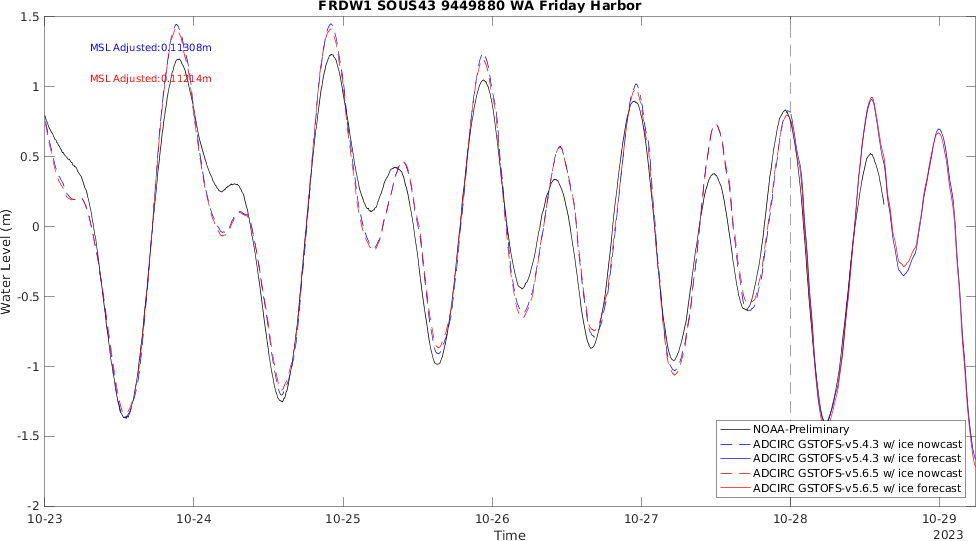 FRDW1 SOUS43 9449880 WA Friday Harbor
1.5
MSL Adjusted:0.11308m
MSL Adjusted:0.11214m
1
0.5
0
-0.5
-1
-1.5
-2
Water Level (m)
NOAA-Preliminary
ADCIRC GSTOFS-v5.4.3 w/ ice nowcast
ADCIRC GSTOFS-v5.4.3 w/ ice forecast
ADCIRC GSTOFS-v5.6.5 w/ ice nowcast
ADCIRC GSTOFS-v5.6.5 w/ ice forecast
10-23 10-24 10-25 10-26 10-27 10-28 10-29
Time
2023